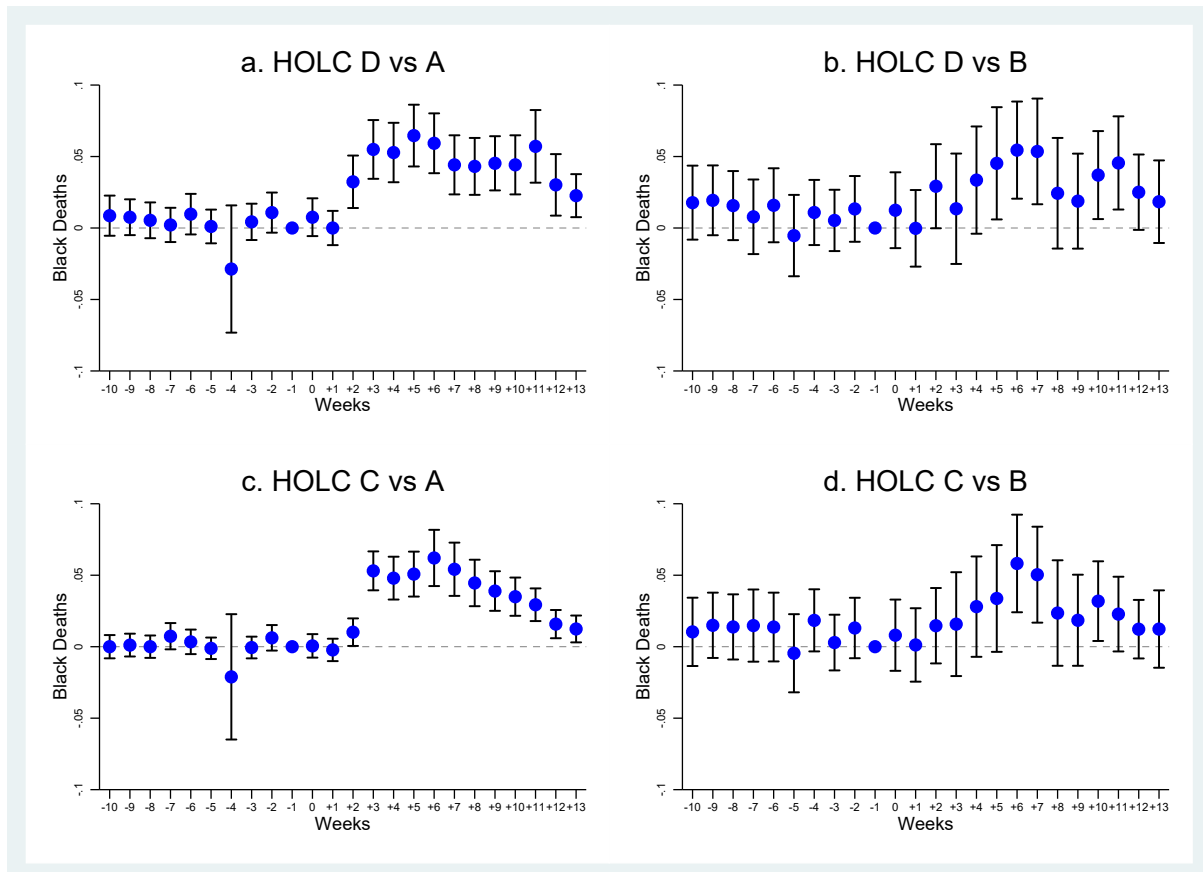 a. HOLC D vs A
Black Deaths
.1
.05
0
-.05
-.1
-10 -9 -8 -7 -6 -5 -4 -3 -2 -1 0 +1 +2 +3 +4 +5 +6 +7 +8 +9 +10 +11 +12 +13
Weeks
b. HOLC D vs B
Black Deaths
.1
.05
0
-.05
-.1
-10 -9 -8 -7 -6 -5 -4 -3 -2 -1 0 +1 +2 +3 +4 +5 +6 +7 +8 +9 +10 +11 +12 +13
Weeks
c. HOLC C vs A
Black Deaths
.1
.05
0
-.05
-.1
-10 -9 -8 -7 -6 -5 -4 -3 -2 -1 0 +1 +2 +3 +4 +5 +6 +7 +8 +9 +10 +11 +12 +13
Weeks
d. HOLC C vs B
Black Deaths
.1
.05
0
-.05
-.1
-10 -9 -8 -7 -6 -5 -4 -3 -2 -1 0 +1 +2 +3 +4 +5 +6 +7 +8 +9 +10 +11 +12 +13
Weeks